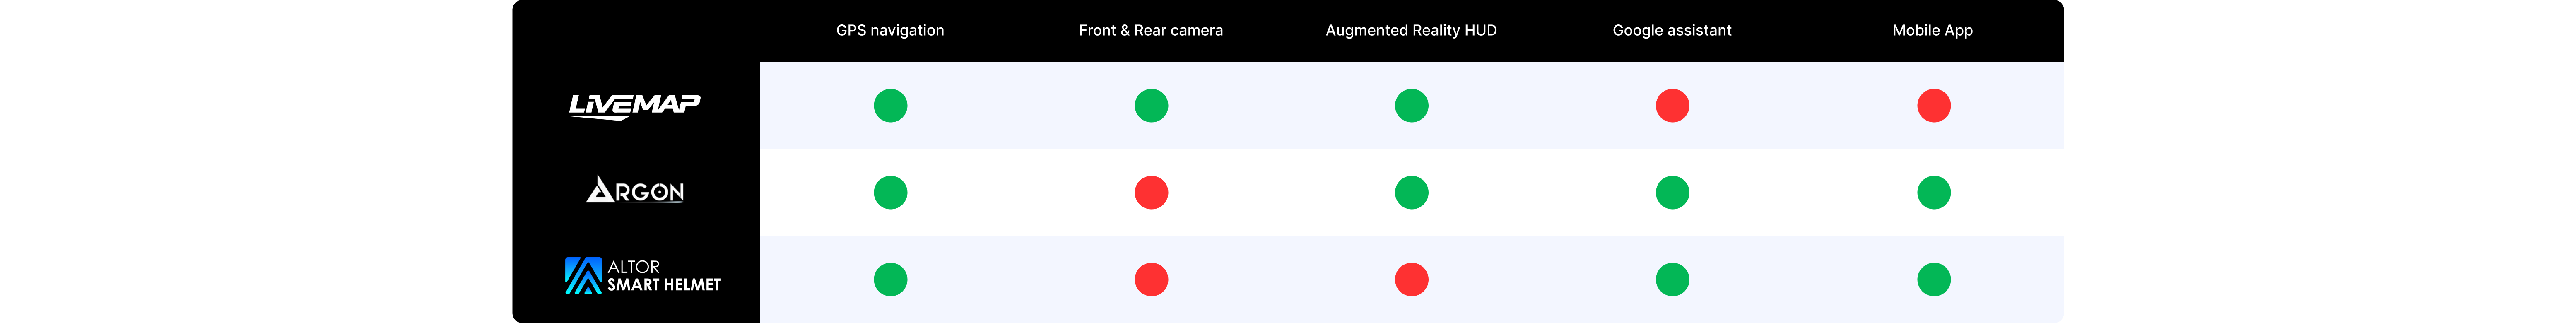 GPS navigation Front & Rear camera Augmented Reality HUD Google assistant Mobile App
LiVEMAP
ARGON
ALTOR
SMART HELMET